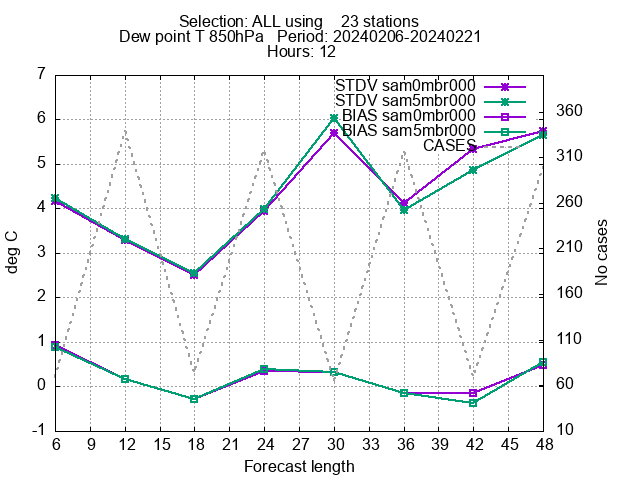 Selection: ALL using    23 stations
Dew point T 850hPa   Period: 20240206-20240221
Hours: 12
STDV sam0mbr000
STDV sam5mbr000
BIAS sam0mbr000
BIAS sam5mbr000
CASES
deg C
7
6
5
4
3
2
1
0
-1
No cases
360
310
260
210
160
110
60
10
6 9 12 15 18 21 24 27 30 33 36 39 42 45 48
Forecast length